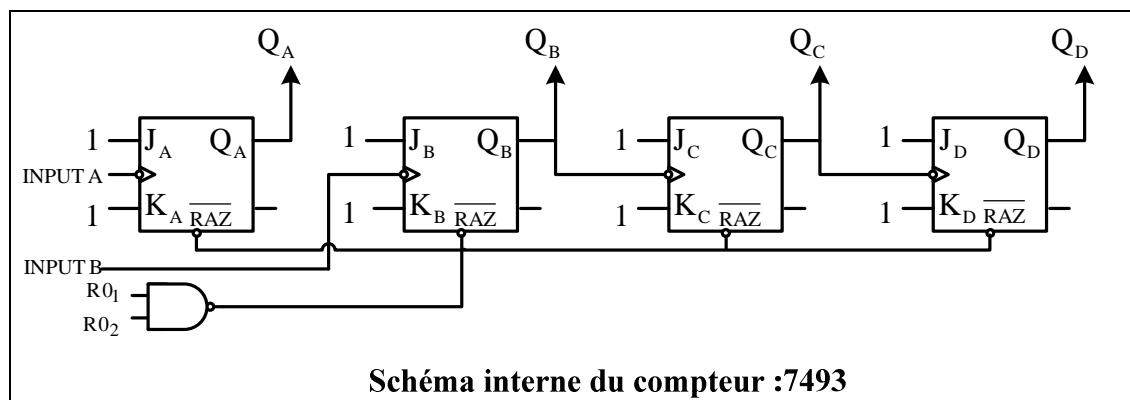 Q_A Q_B Q_C Q_D
1 J_A Q_A 1 J_B Q_B 1 J_C Q_C 1 J_D Q_D
INPUT A
1 K_A RAZ 1 K_B RAZ 1 K_C RAZ 1 K_D RAZ
INPUT B
R0_1
R0_2
Schéma interne du compteur :7493